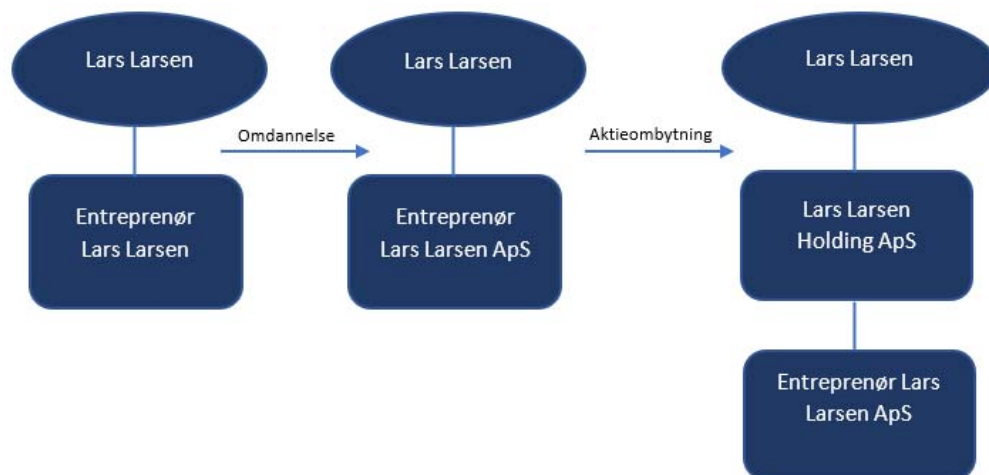 Lars Larsen
Entreprenør
Lars Larsen
Omdannelse
Lars Larsen
Entreprenør
Lars Larsen ApS
Aktieombytning
Lars Larsen
Lars Larsen
Holding ApS
Entreprenør Lars
Larsen ApS